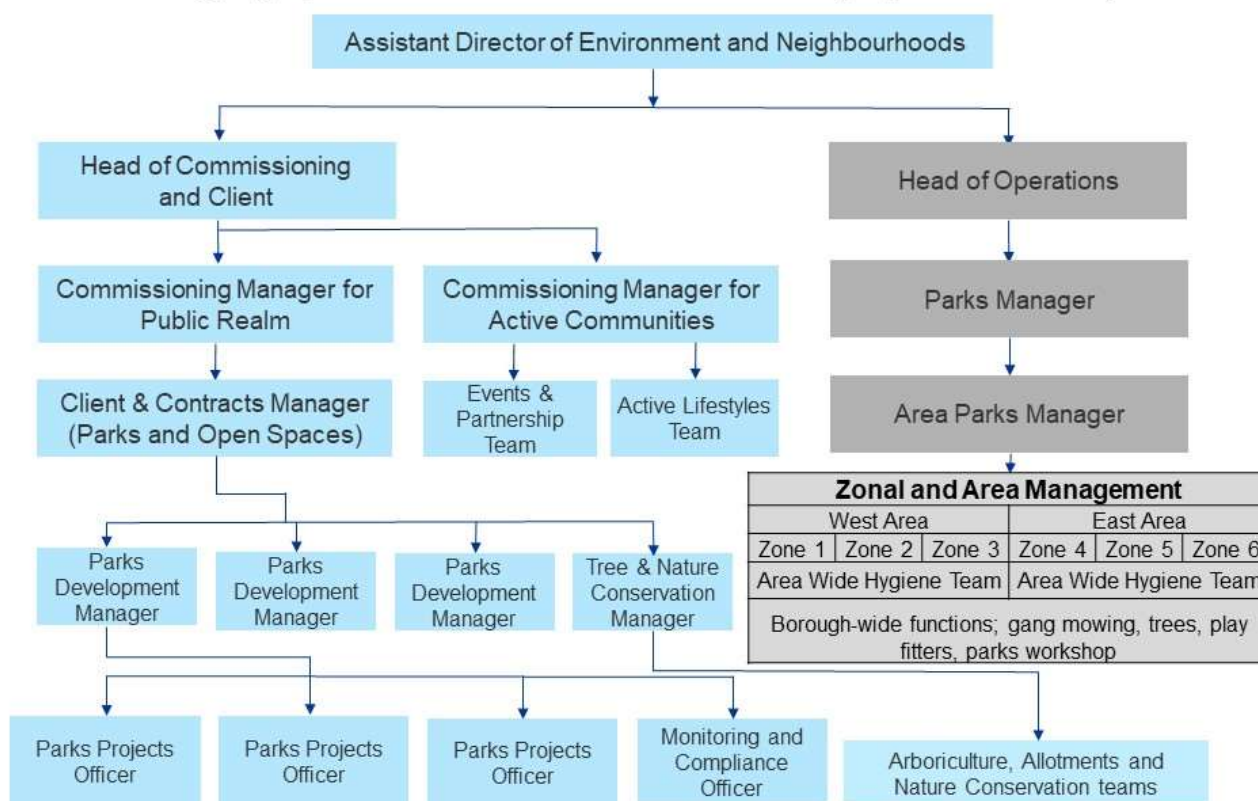 Assistant Director of Environment and Neighbourhoods
Head of Commissioning
and Client
Head of Operations
Commissioning Manager for
Public Realm
Commissioning Manager for
Active Communities
Parks Manager
Client & Contracts Manager
(Parks and Open Spaces)
Events &
Partnership
Team
Active Lifestyles
Team
Area Parks Manager
Zonal and Area Management
West Area
East Area
Zone 1
Zone 2
Zone 3
Zone 4
Zone 5
Zone 6
Area Wide Hygiene Team
Area Wide Hygiene Team
Borough-wide functions; gang mowing, trees, play
fitters, parks workshop
Parks
Development
Manager
Parks
Development
Manager
Parks
Development
Manager
Tree & Nature
Conservation
Manager
Parks Projects
Officer
Parks Projects
Officer
Parks Projects
Officer
Monitoring and
Compliance
Officer
Arboriculture, Allotments and
Nature Conservation teams